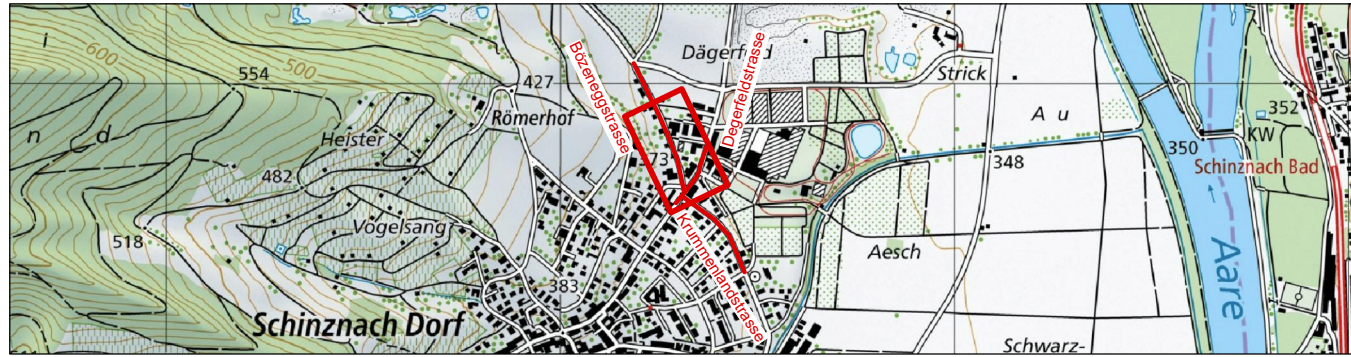 i
600
554
500
427
n
d
Heister
482
Römerhof
518
Vogelsang
383
Schinznach Dorf
Bözeneggstrasse
Dägerfeld
Degerfeldstrasse
73
Krummenlandstrasse
Strick
A u
348
Aesch
Schwarz-
350
KW
352
Schinznach Bad
Aare